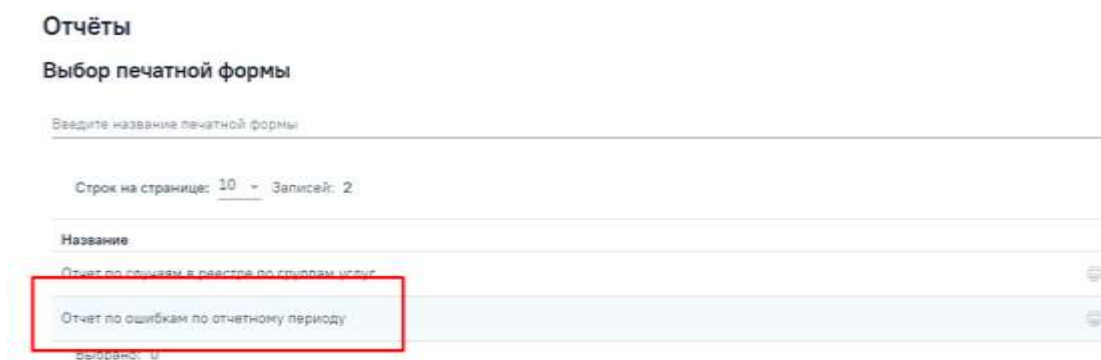 Отчёты
Выбор печатной формы
Введите название печатной формы
Строк на странице: 10 Записей: 2
Название
Отчет по случаям в реестре по группам услуг
Отчет по ошибкам по отчетному периоду
Выбрано: 0